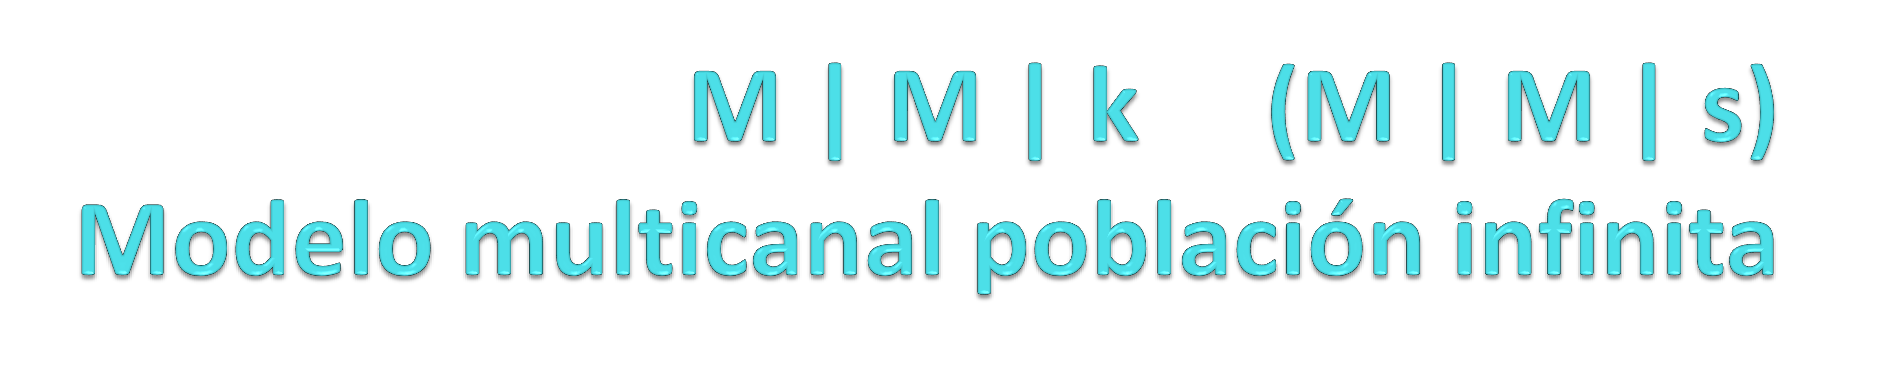 M | M | k (M | M | s)
Modelo multicanal población infinita